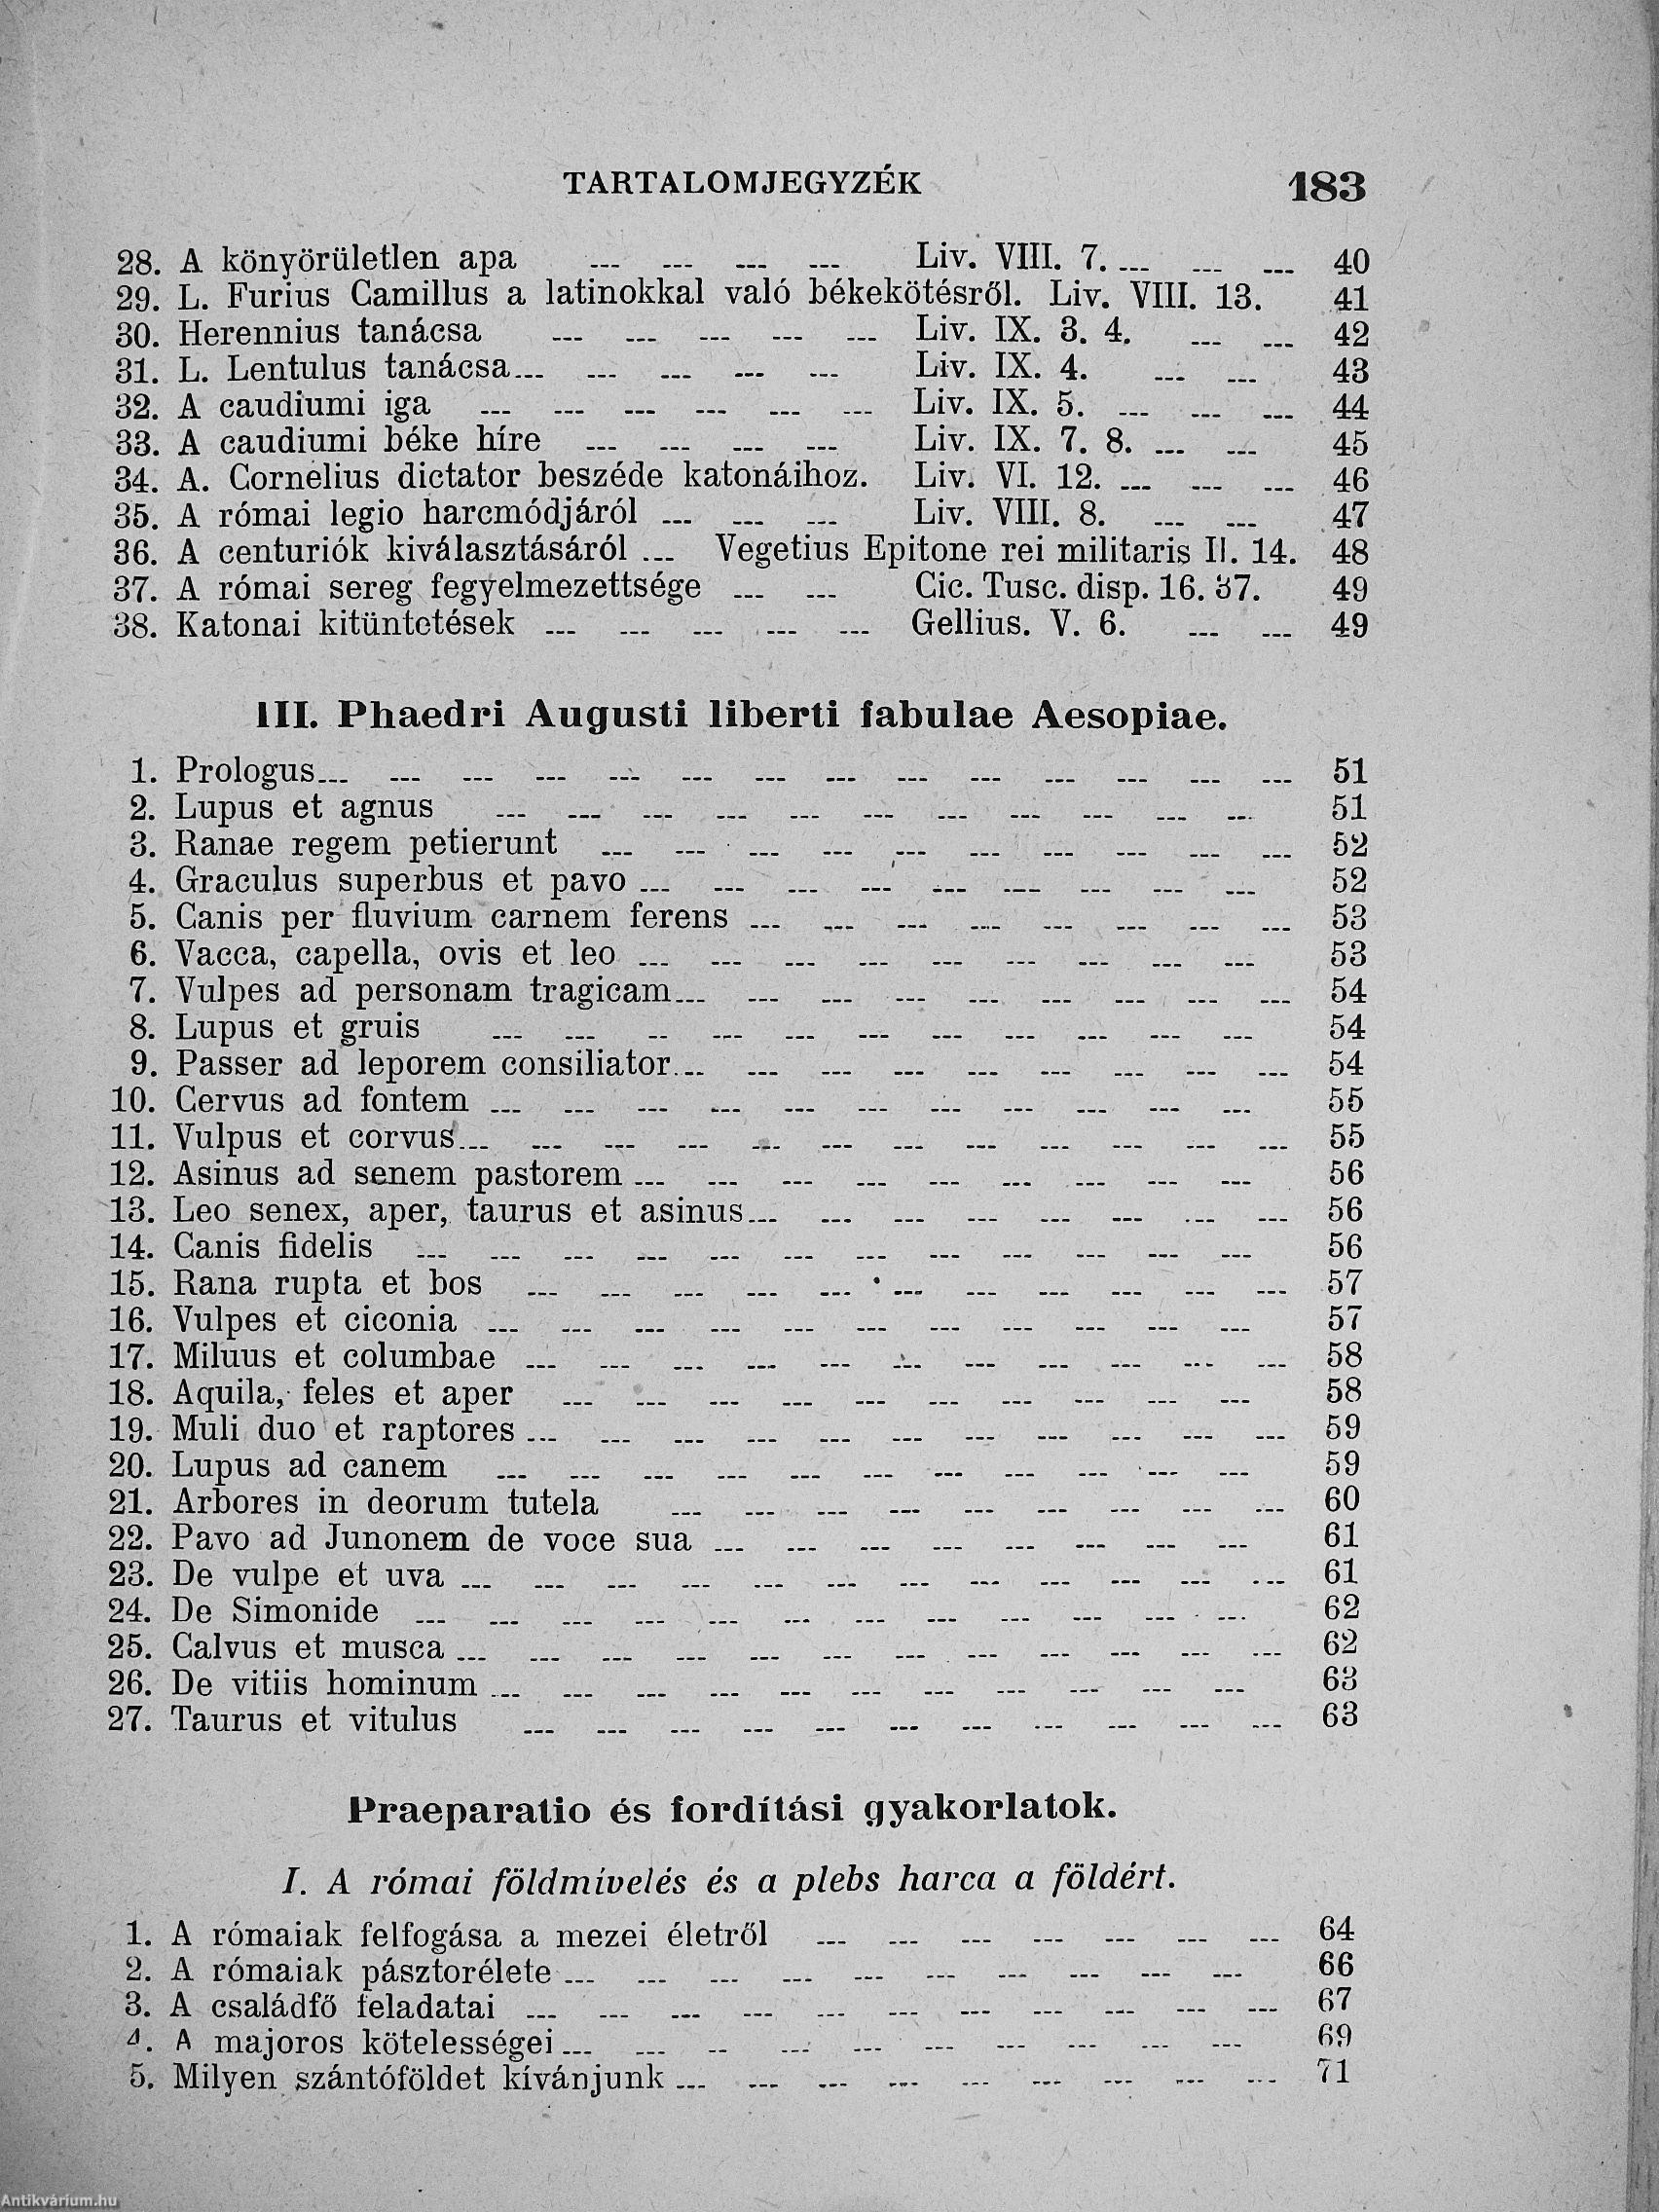 TARTALOMJEGYZÉK 183
28. A könyörületlen apa --- --- --- --- Liv. VIII. 7. --- --- --- 40
29. L. Furius Camillus a latinokkal való békekötésről. Liv. VIII. 13. 41
30. Herennius tanácsa --- --- --- --- --- Liv. IX. 3. 4. --- --- 42
31. L. Lentulus tanácsa --- --- --- --- --- Liv. IX. 4. --- --- 43
32. A caudiumi iga --- --- --- --- --- --- Liv. IX. 5. --- --- --- 44
33. A caudiumi béke híre --- --- --- --- Liv. IX. 7. 8. --- --- 45
34. A. Cornelius dictator beszéde katonáihoz. Liv. VI. 12. --- --- --- 46
35. A római legio harcmódjáról --- --- --- Liv. VIII. 8. --- --- 47
36. A centuriók kiválasztásáról --- Vegetius Epitone rei militaris II. 14. 48
37. A római sereg fegyelmezettsége --- --- Cic. Tusc. disp. 16. 37. 49
38. Katonai kitüntetések --- --- --- --- --- Gellius. V. 6. --- --- 49
III. Phaedri Augusti liberti fabulae Aesopiae.
1. Prologus --- --- --- --- --- --- --- --- --- --- --- --- --- --- 51
2. Lupus et agnus --- --- --- --- --- --- --- --- --- --- --- 51
3. Ranae regem petierunt --- --- --- --- --- --- --- --- --- --- 52
4. Graculus superbus et pavo --- --- --- --- --- --- --- --- --- 52
5. Canis per fluvium carnem ferens --- --- --- --- --- --- --- --- 53
6. Vacca, capella, ovis et leo --- --- --- --- --- --- --- --- --- 53
7. Vulpes ad personam tragicam --- --- --- --- --- --- --- --- --- 54
8. Lupus et gruis --- --- --- --- --- --- --- --- --- --- --- 54
9. Passer ad leporem consiliator --- --- --- --- --- --- --- --- --- 54
10. Cervus ad fontem --- --- --- --- --- --- --- --- --- --- --- 55
11. Vulpus et corvus --- --- --- --- --- --- --- --- --- --- --- --- 55
12. Asinus ad senem pastorem --- --- --- --- --- --- --- --- --- 56
13. Leo senex, aper, taurus et asinus --- --- --- --- --- --- --- --- 56
14. Canis fidelis --- --- --- --- --- --- --- --- --- --- --- --- 56
15. Rana rupta et bos --- --- --- --- --- --- --- --- --- --- --- 57
16. Vulpes et ciconia --- --- --- --- --- --- --- --- --- --- --- 57
17. Miluus et columbae --- --- --- --- --- --- --- --- --- --- --- 58
18. Aquila, feles et aper --- --- --- --- --- --- --- --- --- --- 58
19. Muli duo et raptores --- --- --- --- --- --- --- --- --- --- --- 59
20. Lupus ad canem --- --- --- --- --- --- --- --- --- --- --- 59
21. Arbores in deorum tutela --- --- --- --- --- --- --- --- --- 60
22. Pavo ad Junonem de voce sua --- --- --- --- --- --- --- --- 61
23. De vulpe et uva --- --- --- --- --- --- --- --- --- --- --- --- 61
24. De Simonide --- --- --- --- --- --- --- --- --- --- --- --- 62
25. Calvus et musca --- --- --- --- --- --- --- --- --- --- --- --- 62
26. De vitiis hominum --- --- --- --- --- --- --- --- --- --- --- 63
27. Taurus et vitulus --- --- --- --- --- --- --- --- --- --- --- 63
Praeparatio és fordítási gyakorlatok.
I. A római földmívelés és a plebs harca a földért.
1. A rómaiak felfogása a mezei életről --- --- --- --- --- --- --- 64
2. A rómaiak pásztorélete --- --- --- --- --- --- --- --- --- --- 66
3. A családfő feladatai --- --- --- --- --- --- --- --- --- --- --- 67
4. A majoros kötelességei --- --- --- --- --- --- --- --- --- --- 69
5. Milyen szántóföldet kívánjunk --- --- --- --- --- --- --- --- --- 71
Antikvárium.hu